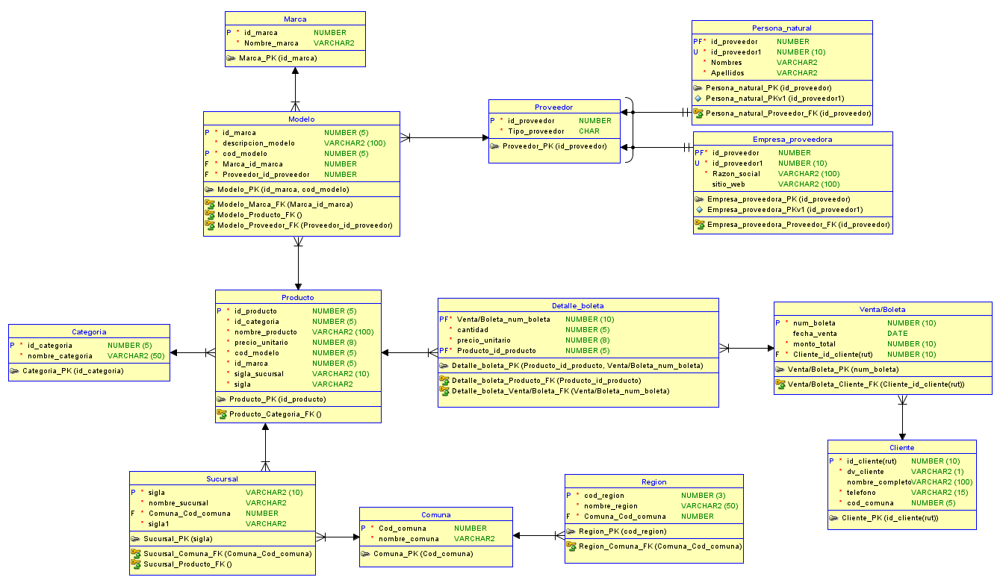 Marca
P * id_marca NUMBER
* Nombre_marca VARCHAR2
Marca_PK (id_marca)
Persona_natural
PF* id_proveedor NUMBER
U * id_proveedor1 NUMBER (10)
* Nombres VARCHAR2
* Apellidos VARCHAR2
Persona_natural_PK (id_proveedor)
Persona_natural_PKv1 (id_proveedor1)
Persona_natural_Proveedor_FK (id_proveedor)
Modelo
P * id_marca NUMBER (5)
* descripcion_modelo VARCHAR2 (100)
P * cod_modelo NUMBER (5)
F * Marca_id_marca NUMBER
F * Proveedor_id_proveedor NUMBER
Modelo_PK (id_marca, cod_modelo)
Modelo_Marca_FK (Marca_id_marca)
Modelo_Producto_FK ()
Modelo_Proveedor_FK (Proveedor_id_proveedor)
Proveedor
P * id_proveedor NUMBER
* Tipo_proveedor CHAR
Proveedor_PK (id_proveedor)
Empresa_proveedora
PF* id_proveedor NUMBER
U * id_proveedor1 NUMBER (10)
* Razon_social VARCHAR2 (100)
sitio_web VARCHAR2 (100)
Empresa_proveedora_PK (id_proveedor)
Empresa_proveedora_PKv1 (id_proveedor1)
Empresa_proveedora_Proveedor_FK (id_proveedor)
Categoria
P * id_categoria NUMBER (5)
* nombre_categoria VARCHAR2 (50)
Categoria_PK (id_categoria)
Producto
P * id_producto NUMBER (5)
* id_categoria NUMBER (5)
* nombre_producto VARCHAR2 (100)
* precio_unitario NUMBER (8)
* cod_modelo NUMBER (5)
* id_marca NUMBER (5)
* sigla_sucursal VARCHAR2 (10)
* sigla VARCHAR2
Producto_PK (id_producto)
Producto_Categoria_FK ()
Detalle_boleta
PF* Venta/Boleta_num_boleta NUMBER (10)
* cantidad NUMBER (5)
* precio_unitario NUMBER (8)
PF* Producto_id_producto NUMBER (5)
Detalle_boleta_PK (Producto_id_producto, Venta/Boleta_num_boleta)
Detalle_boleta_Producto_FK (Producto_id_producto)
Detalle_boleta_Venta/Boleta_FK (Venta/Boleta_num_boleta)
Venta/Boleta
P * num_boleta NUMBER (10)
fecha_venta DATE
* monto_total NUMBER (10)
F * Cliente_id_cliente(rut) NUMBER (10)
Venta/Boleta_PK (num_boleta)
Venta/Boleta_Cliente_FK (Cliente_id_cliente(rut))
Cliente
P * id_cliente(rut) NUMBER (10)
* dv_cliente VARCHAR2 (1)
nombre_completo VARCHAR2 (100)
* telefono VARCHAR2 (15)
* cod_comuna NUMBER (5)
Cliente_PK (id_cliente(rut))
Sucursal
P * sigla VARCHAR2 (10)
* nombre_sucursal VARCHAR2
F * Comuna_Cod_comuna NUMBER
* sigla1 VARCHAR2
Sucursal_PK (sigla)
Sucursal_Comuna_FK (Comuna_Cod_comuna)
Sucursal_Producto_FK ()
Comuna
P * Cod_comuna NUMBER
* nombre_comuna VARCHAR2
Comuna_PK (Cod_comuna)
Region
P * cod_region NUMBER (3)
* nombre_region VARCHAR2 (50)
F * Comuna_Cod_comuna NUMBER
Region_PK (cod_region)
Region_Comuna_FK (Comuna_Cod_comuna)